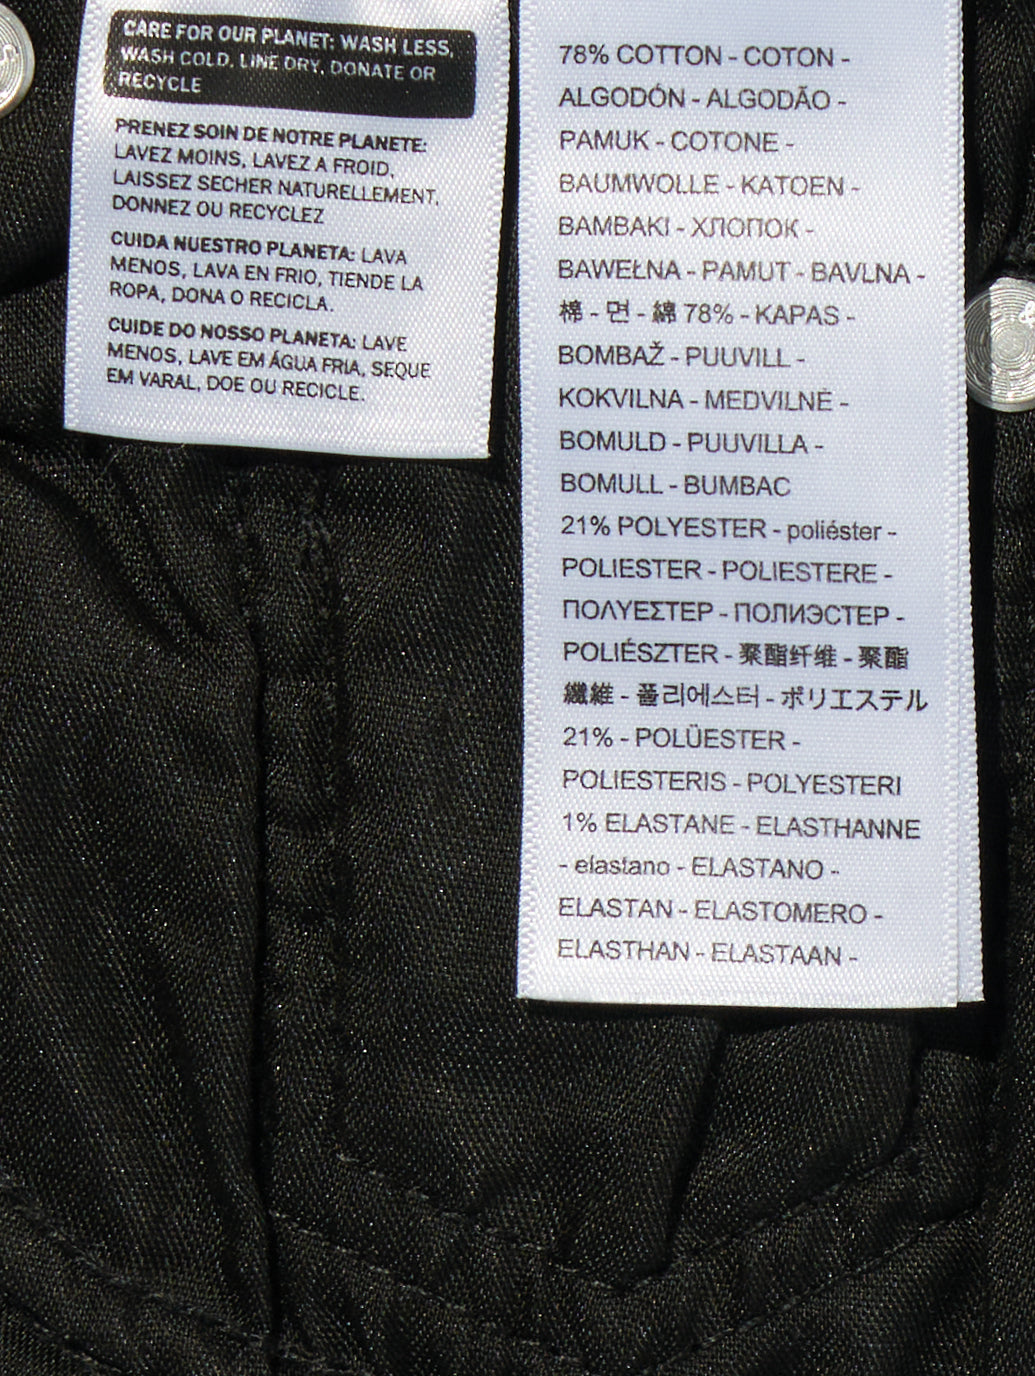 CARE FOR OUR PLANET: WASH LESS,
WASH COLD, LINE DRY, DONATE OR
RECYCLE
PRENEZ SOIN DE NOTRE PLANETE:
LAVEZ MOINS, LAVEZ A FROID,
LAISSEZ SECHER NATURELLEMENT,
DONNEZ OU RECYCLEZ
CUIDA NUESTRO PLANETA: LAVA
MENOS, LAVA EN FRIO, TIENDE LA
ROPA, DONA O RECICLA.
CUIDE DO NOSSO PLANETA: LAVE
MENOS, LAVE EM ÁGUA FRIA, SEQUE
EM VARAL, DOE OU RECICLE.
78% COTTON - COTON -
ALGODÓN - ALGODÃO -
PAMUK - COTONE -
BAUMWOLLE - KATOEN -
BAMBAKI - ХЛОПОК -
BAWEŁNA - PAMUT - BAVLNA -
棉 - 면 - 綿 78% - KAPAS -
BOMBAŽ - PUUVILL -
KOKVILNA - MEDVILNĖ -
BOMULD - PUUVILLA -
BOMULL - BUMBAC
21% POLYESTER - poliéster -
POLIESTER - POLIESTERE -
ΠΟΛΥΕΣΤΕΡ - ПОЛИЭСТЕР -
POLIÉSZTER - 聚酯纤维 - 聚酯
纖維 - 폴리에스터 - ポリエステル
21% - POLÜESTER -
POLIESTERIS - POLYESTERI
1% ELASTANE - ELASTHANNE
- elastano - ELASTANO -
ELASTAN - ELASTOMERO -
ELASTHAN - ELASTAAN -